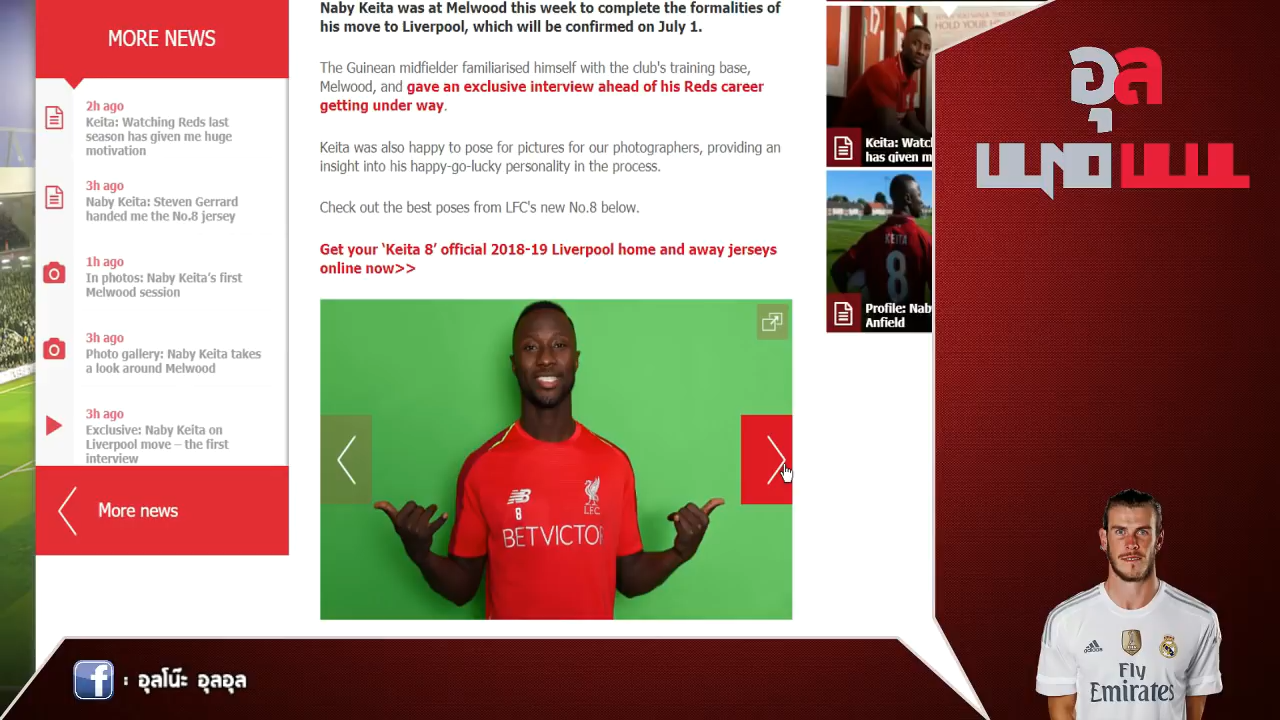 MORE NEWS
2h ago
Keita: Watching Reds last
season has given me huge
motivation
3h ago
Naby Keita: Steven Gerrard
handed me the No.8 jersey
1h ago
In photos: Naby Keita’s first
Melwood session
3h ago
Photo gallery: Naby Keita takes
a look around Melwood
3h ago
Exclusive: Naby Keita on
Liverpool move – the first
interview
More news
Naby Keita was at Melwood this week to complete the formalities of
his move to Liverpool, which will be confirmed on July 1.
The Guinean midfielder familiarised himself with the club's training base,
Melwood, and gave an exclusive interview ahead of his Reds career
getting under way.
Keita was also happy to pose for pictures for our photographers, providing an
insight into his happy-go-lucky personality in the process.
Check out the best poses from LFC's new No.8 below.
Get your ‘Keita 8’ official 2018-19 Liverpool home and away jerseys
online now>>
8
LFC
BETVICTOR
HOLD YOUR
Keita: Watc
has given m
KEITA
8
Profile: Nab
Anfield
อุล
: อุลโน๊ะ อุลอุล
adidas
Fly
Emirates